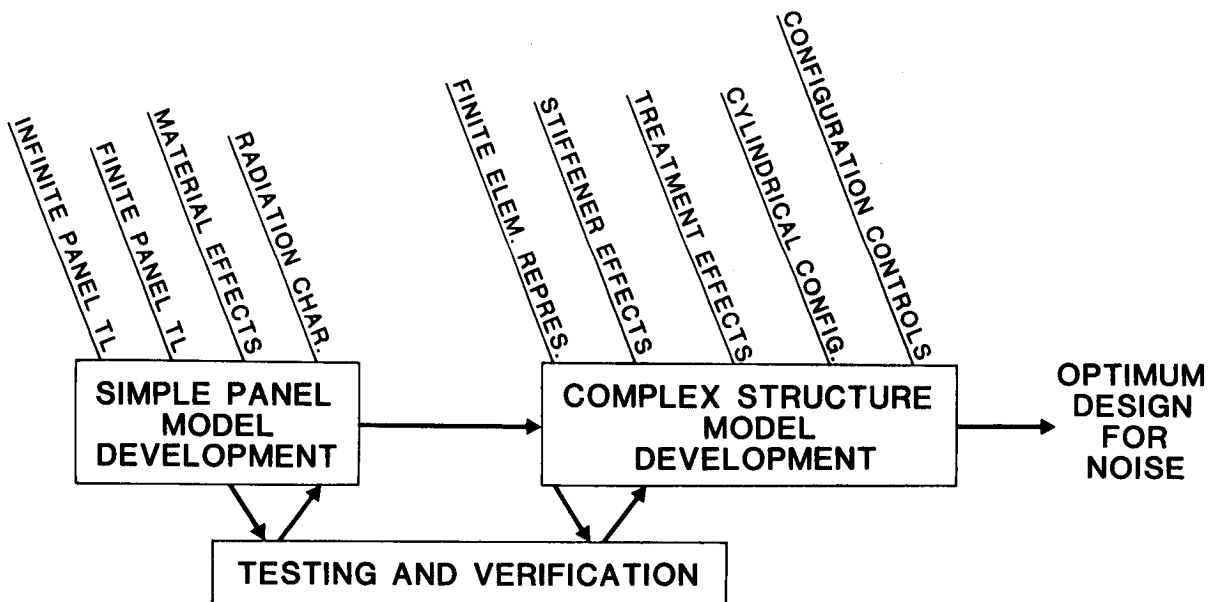 INFINITE PANEL TL
FINITE PANEL TL
MATERIAL EFFECTS
RADIATION CHAR.
FINITE ELEM. REPRES.
STIFFENER EFFECTS
TREATMENT EFFECTS
CYLINDRICAL CONFIG.
CONFIGURATION CONTROLS
SIMPLE PANEL
MODEL
DEVELOPMENT
COMPLEX STRUCTURE
MODEL
DEVELOPMENT
OPTIMUM
DESIGN
FOR
NOISE
TESTING AND VERIFICATION